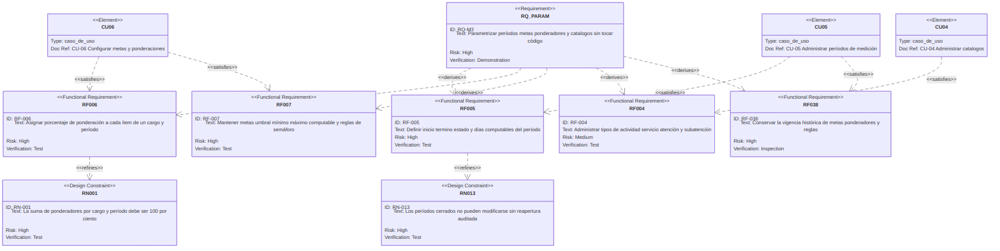 <<Element>>
CU06
Type: caso_de_uso
Doc Ref: CU-06 Configurar metas y ponderaciones
<<Requirement>>
RQ_PARAM
ID: RQ-M3
Text: Parametrizar períodos metas ponderadores y catalogos sin tocar
código
Risk: High
Verification: Demonstration
<<Element>>
CU05
Type: caso_de_uso
Doc Ref: CU-05 Administrar períodos de medición
<<Element>>
CU04
Type: caso_de_uso
Doc Ref: CU-04 Administrar catalogos
<<satisfies>>
<<satisfies>>
<<derives>>
<<derives>>
<<derives>>
<<derives>>
<<satisfies>>
<<satisfies>>
<<satisfies>>
<<Functional Requirement>>
RF006
ID: RF-006
Text: Asignar porcentaje de ponderación a cada ítem de un cargo y
período
Risk: High
Verification: Test
<<Functional Requirement>>
RF007
ID: RF-007
Text: Mantener metas umbral mínimo máximo computable y reglas de
semáforo
Risk: High
Verification: Test
<<Functional Requirement>>
RF005
ID: RF-005
Text: Definir inicio termino estado y días computables del período
Risk: High
Verification: Test
<<Functional Requirement>>
RF004
ID: RF-004
Text: Administrar tipos de actividad servicio atención y subatención
Risk: Medium
Verification: Test
<<Functional Requirement>>
RF038
ID: RF-038
Text: Conservar la vigencia histórica de metas ponderadores y
reglas
Risk: High
Verification: Inspection
<<refines>>
<<refines>>
<<Design Constraint>>
RN001
ID: RN-001
Text: La suma de ponderadores por cargo y período debe ser 100 por
ciento
Risk: High
Verification: Test
<<Design Constraint>>
RN013
ID: RN-013
Text: Los períodos cerrados no pueden modificarse sin reapertura
auditada
Risk: High
Verification: Test